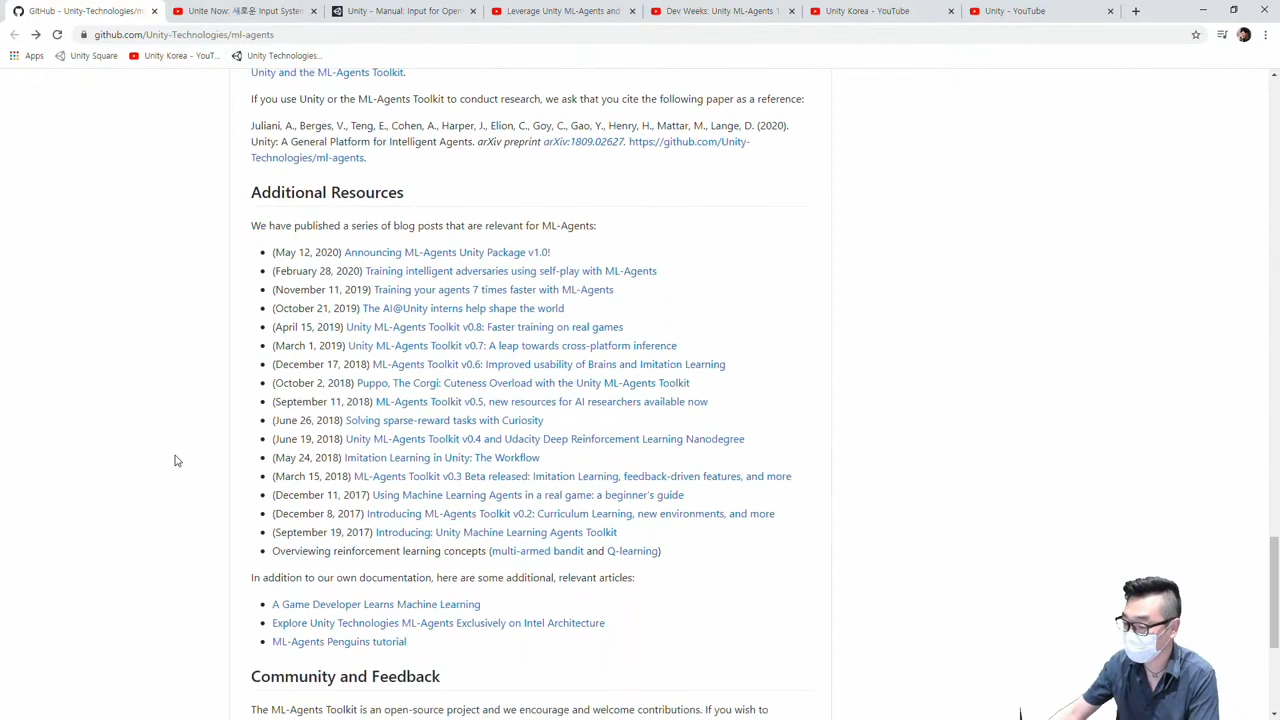 GitHub - Unity-Technologies/m
Unite Now: 새로운 Input System
Unity - Manual: Input for Open
Leverage Unity ML-Agents and
Dev Weeks: Unity ML-Agents 1
Unity Korea - YouTube
Unity - YouTube
github.com/Unity-Technologies/ml-agents
Apps Unity Square Unity Korea - YouT... Unity Technologies...
Unity and the ML-Agents Toolkit.
If you use Unity or the ML-Agents Toolkit to conduct research, we ask that you cite the following paper as a reference:
Juliani, A., Berges, V., Teng, E., Cohen, A., Harper, J., Elion, C., Goy, C., Gao, Y., Henry, H., Mattar, M., Lange, D. (2020).
Unity: A General Platform for Intelligent Agents. arXiv preprint arXiv:1809.02627. https://github.com/Unity-
Technologies/ml-agents.
Additional Resources
We have published a series of blog posts that are relevant for ML-Agents:
• (May 12, 2020) Announcing ML-Agents Unity Package v1.0!
• (February 28, 2020) Training intelligent adversaries using self-play with ML-Agents
• (November 11, 2019) Training your agents 7 times faster with ML-Agents
• (October 21, 2019) The AI@Unity interns help shape the world
• (April 15, 2019) Unity ML-Agents Toolkit v0.8: Faster training on real games
• (March 1, 2019) Unity ML-Agents Toolkit v0.7: A leap towards cross-platform inference
• (December 17, 2018) ML-Agents Toolkit v0.6: Improved usability of Brains and Imitation Learning
• (October 2, 2018) Puppo, The Corgi: Cuteness Overload with the Unity ML-Agents Toolkit
• (September 11, 2018) ML-Agents Toolkit v0.5, new resources for AI researchers available now
• (June 26, 2018) Solving sparse-reward tasks with Curiosity
• (June 19, 2018) Unity ML-Agents Toolkit v0.4 and Udacity Deep Reinforcement Learning Nanodegree
• (May 24, 2018) Imitation Learning in Unity: The Workflow
• (March 15, 2018) ML-Agents Toolkit v0.3 Beta released: Imitation Learning, feedback-driven features, and more
• (December 11, 2017) Using Machine Learning Agents in a real game: a beginner's guide
• (December 8, 2017) Introducing ML-Agents Toolkit v0.2: Curriculum Learning, new environments, and more
• (September 19, 2017) Introducing: Unity Machine Learning Agents Toolkit
• Overviewing reinforcement learning concepts (multi-armed bandit and Q-learning)
In addition to our own documentation, here are some additional, relevant articles:
• A Game Developer Learns Machine Learning
• Explore Unity Technologies ML-Agents Exclusively on Intel Architecture
• ML-Agents Penguins tutorial
Community and Feedback
The ML-Agents Toolkit is an open-source project and we encourage and welcome contributions. If you wish to